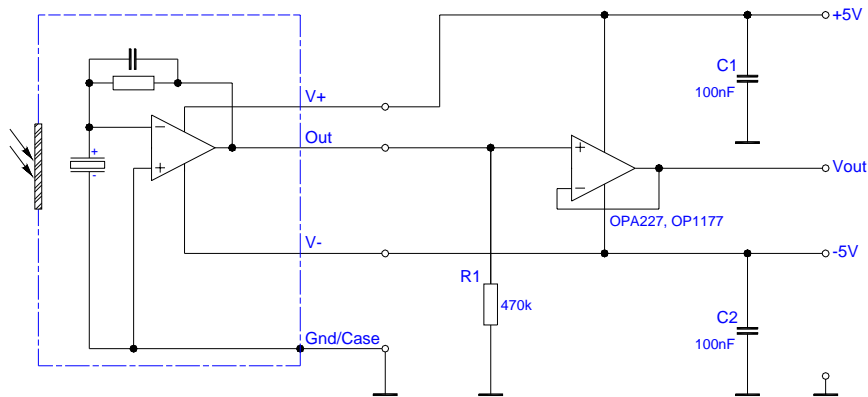 +5V
C1
100nF
V+
+
-
−
+
Out
+
−
Vout
OPA227, OP1177
V-
-5V
R1
470k
C2
100nF
Gnd/Case